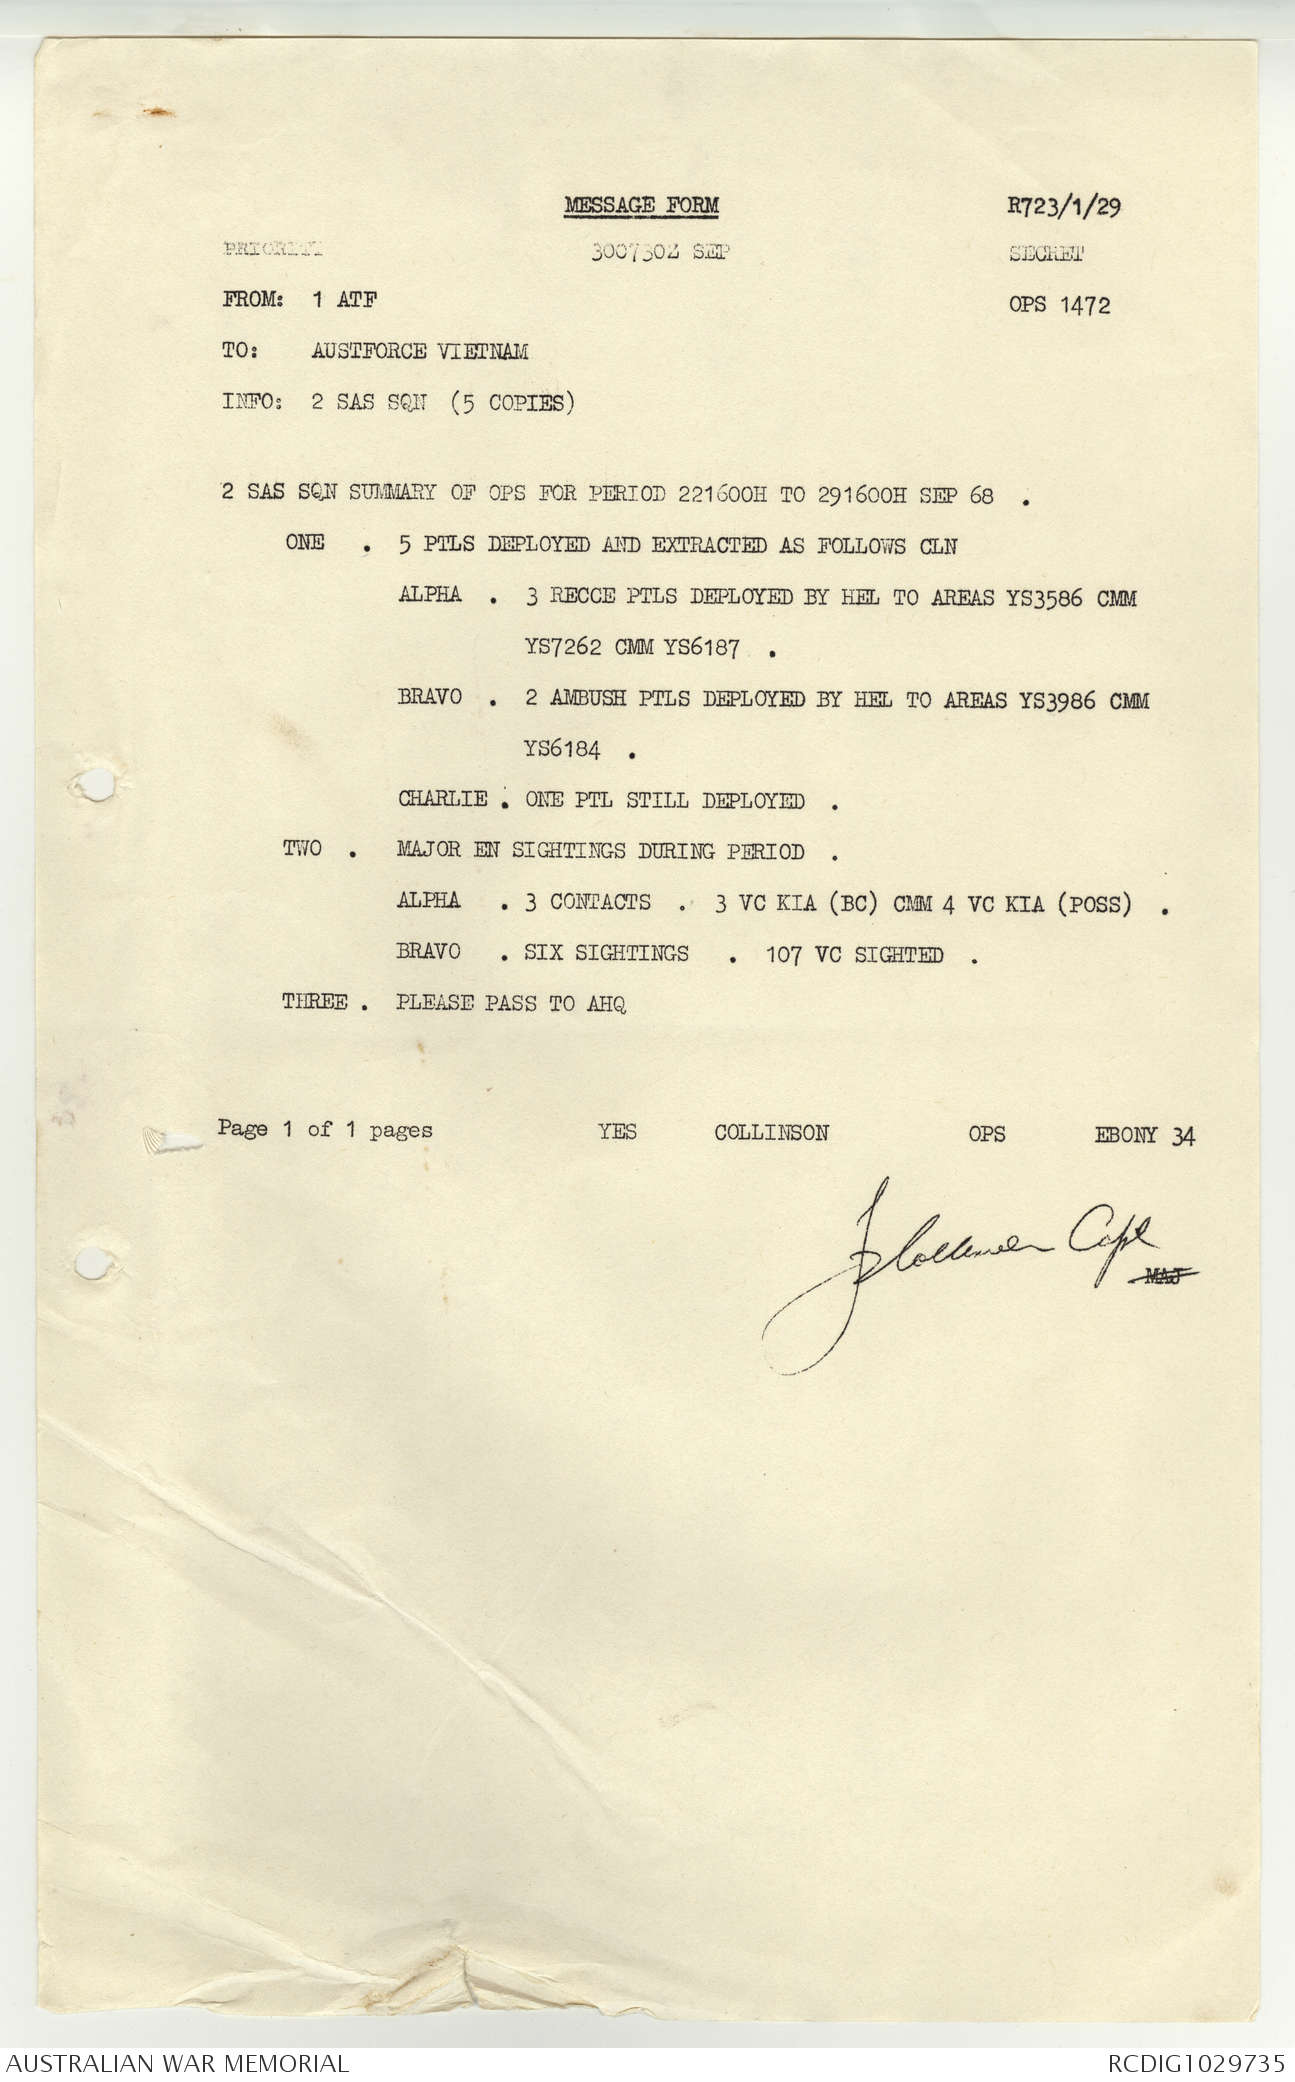 MESSAGE FORM R723/1/29
PRIORITY 300730Z SEP SECRET
FROM: 1 ATF OPS 1472
TO: AUSTFORCE VIETNAM
INFO: 2 SAS SQN (5 COPIES)
2 SAS SQN SUMMARY OF OPS FOR PERIOD 221600H TO 291600H SEP 68 .
ONE . 5 PTLS DEPLOYED AND EXTRACTED AS FOLLOWS CLN
ALPHA . 3 RECCE PTLS DEPLOYED BY HEL TO AREAS YS3586 CMM
YS7262 CMM YS6187 .
BRAVO . 2 AMBUSH PTLS DEPLOYED BY HEL TO AREAS YS3986 CMM
YS6184 .
CHARLIE . ONE PTL STILL DEPLOYED .
TWO . MAJOR EN SIGHTINGS DURING PERIOD .
ALPHA . 3 CONTACTS . 3 VC KIA (BC) CMM 4 VC KIA (POSS) .
BRAVO . SIX SIGHTINGS . 107 VC SIGHTED .
THREE . PLEASE PASS TO AHQ
Page 1 of 1 pages YES COLLINSON OPS EBONY 34
Collinson Capt
MAJ
AUSTRALIAN WAR MEMORIAL RCDIG1029735